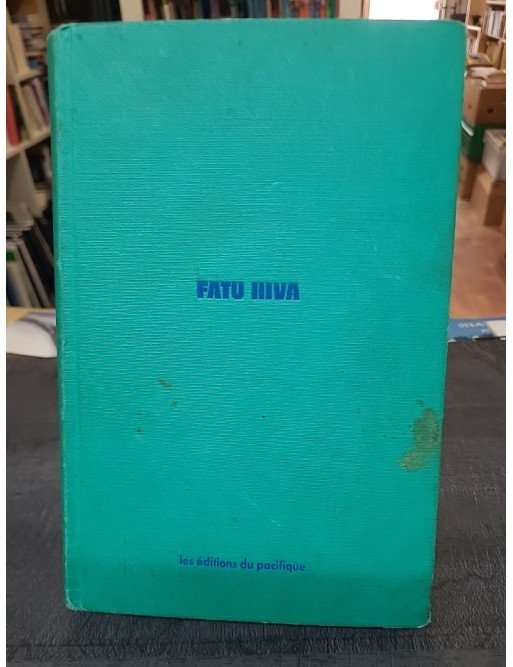 FATU HIVA
les éditions du pacifique